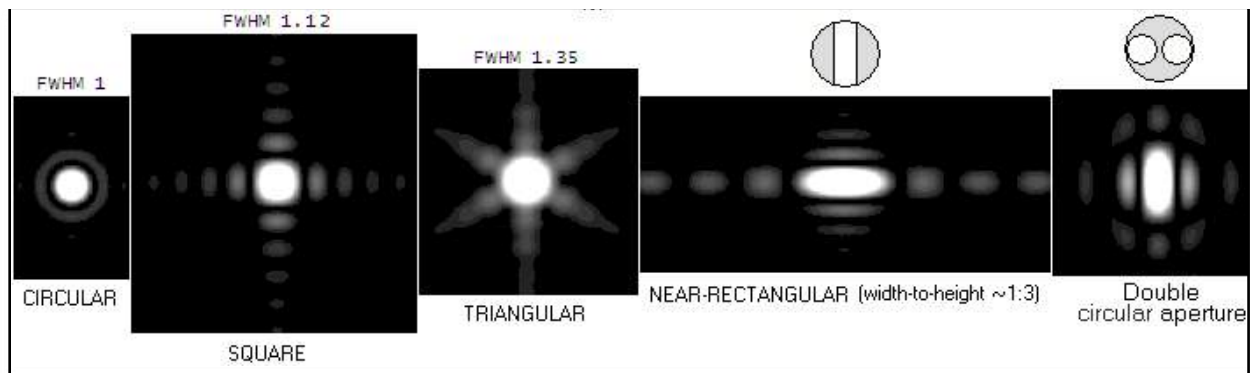 FWHM 1
CIRCULAR
FWHM 1.12
SQUARE
FWHM 1.35
TRIANGULAR
NEAR-RECTANGULAR (width-to-height ~1:3)
Double
circular aperture